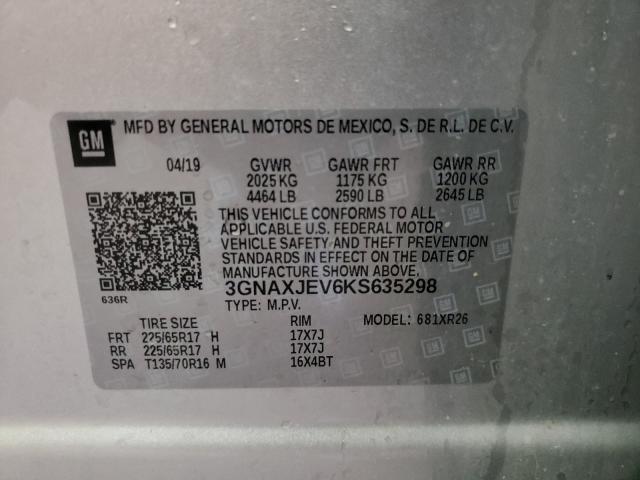 GM MFD BY GENERAL MOTORS DE MEXICO, S. DE R.L. DE C.V.
04/19 GVWR GAWR FRT GAWR RR
2025 KG 1175 KG 1200 KG
4464 LB 2590 LB 2645 LB
THIS VEHICLE CONFORMS TO ALL
APPLICABLE U.S. FEDERAL MOTOR
VEHICLE SAFETY AND THEFT PREVENTION
STANDARDS IN EFFECT ON THE DATE OF
MANUFACTURE SHOWN ABOVE.
3GNAXJEV6KS635298
636R
TYPE: M.P.V.
TIRE SIZE RIM MODEL: 681XR26
FRT 225/65R17 H 17X7J
RR 225/65R17 H 17X7J
SPA T135/70R16 M 16X4BT